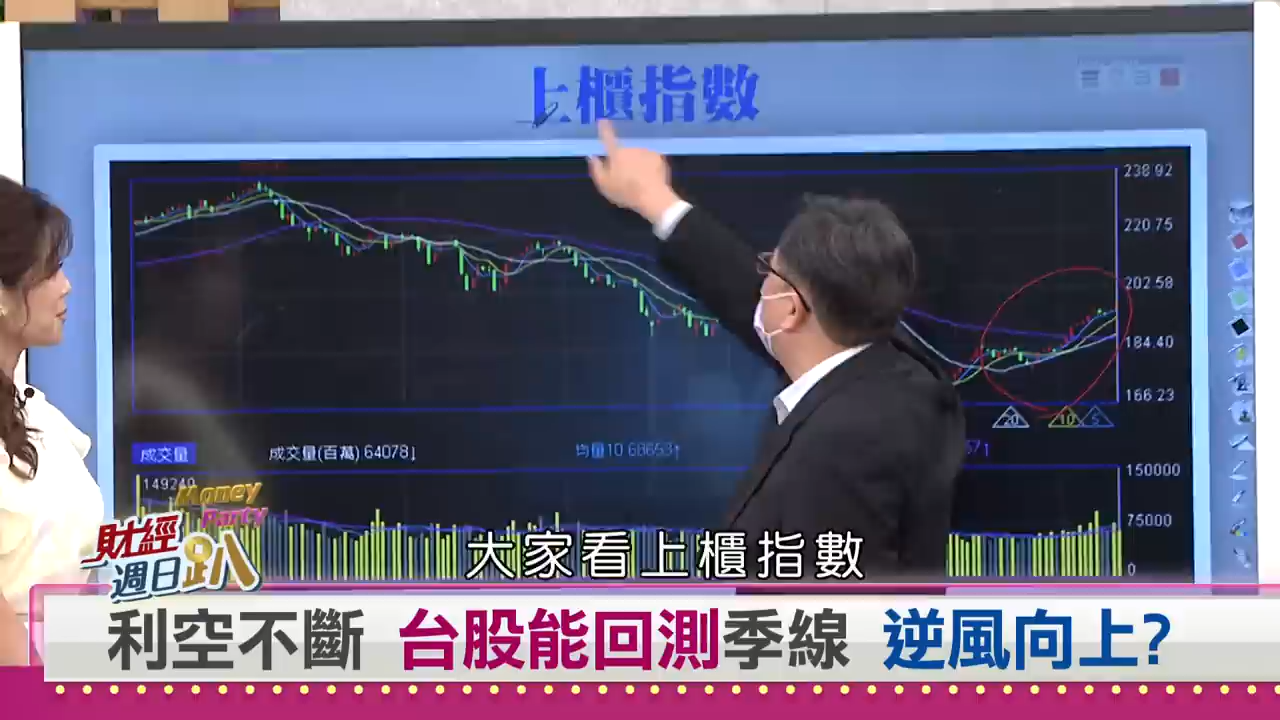 上櫃指數
238.92
220.75
202.58
184.40
166.23
20 10 5
成交量 成交量(百萬) 64078↓ 均量10 68653↑
149240
150000
75000
0
Money
Party
財經
週日趴
大家看上櫃指數
利空不斷 台股能回測季線 逆風向上?